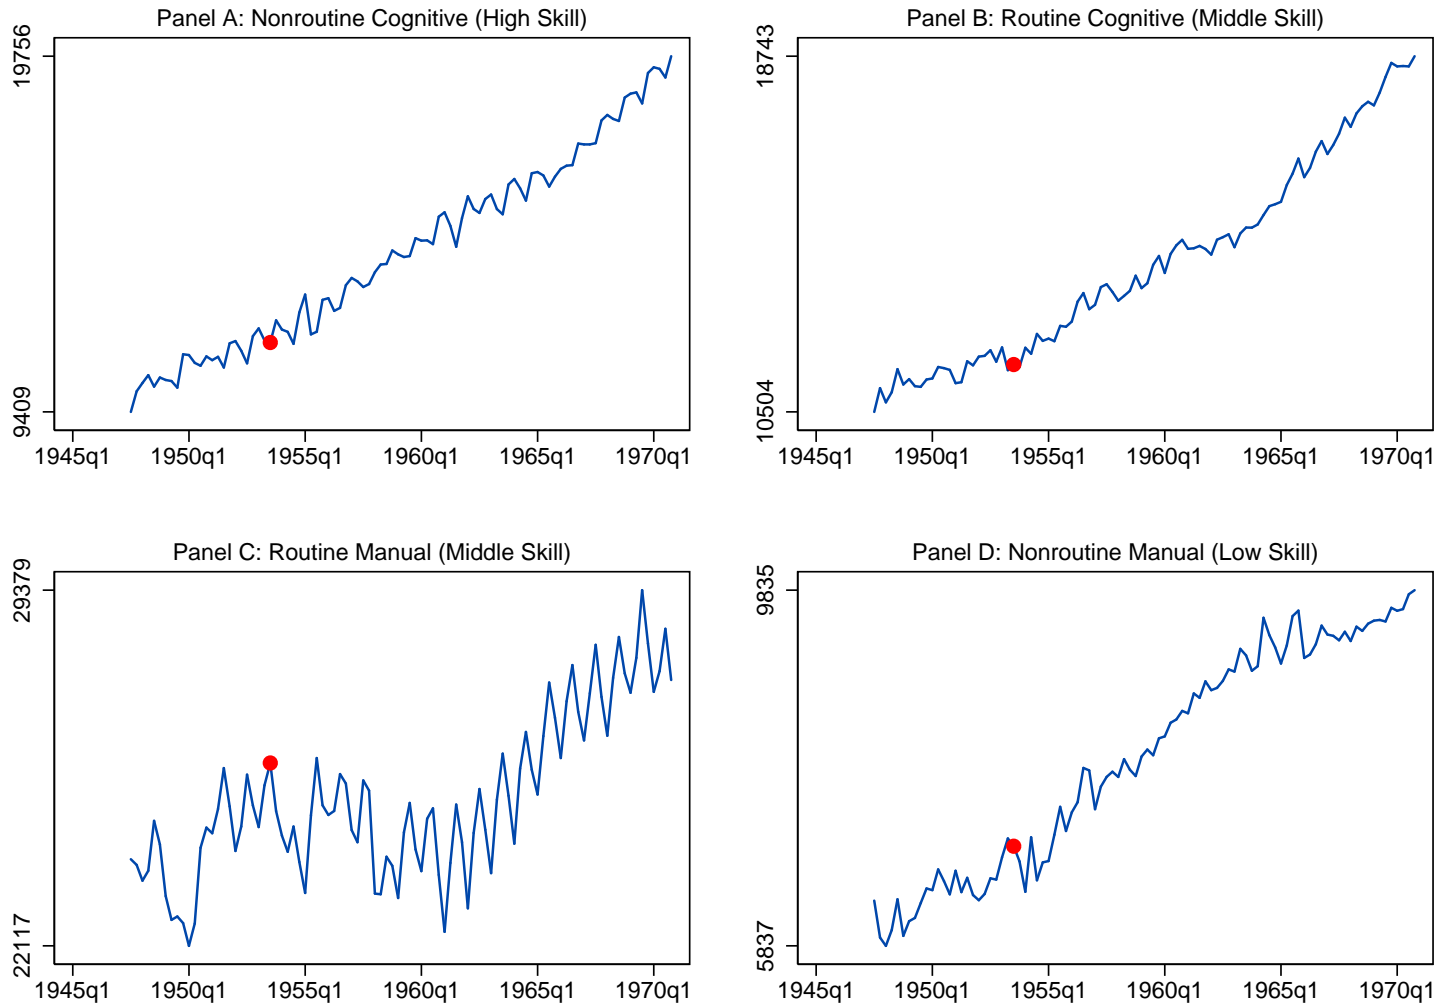 Panel A: Nonroutine Cognitive (High Skill)
19756
9409
1945q1 1950q1 1955q1 1960q1 1965q1 1970q1
Panel B: Routine Cognitive (Middle Skill)
18743
10504
1945q1 1950q1 1955q1 1960q1 1965q1 1970q1
Panel C: Routine Manual (Middle Skill)
29379
22117
1945q1 1950q1 1955q1 1960q1 1965q1 1970q1
Panel D: Nonroutine Manual (Low Skill)
9835
5837
1945q1 1950q1 1955q1 1960q1 1965q1 1970q1